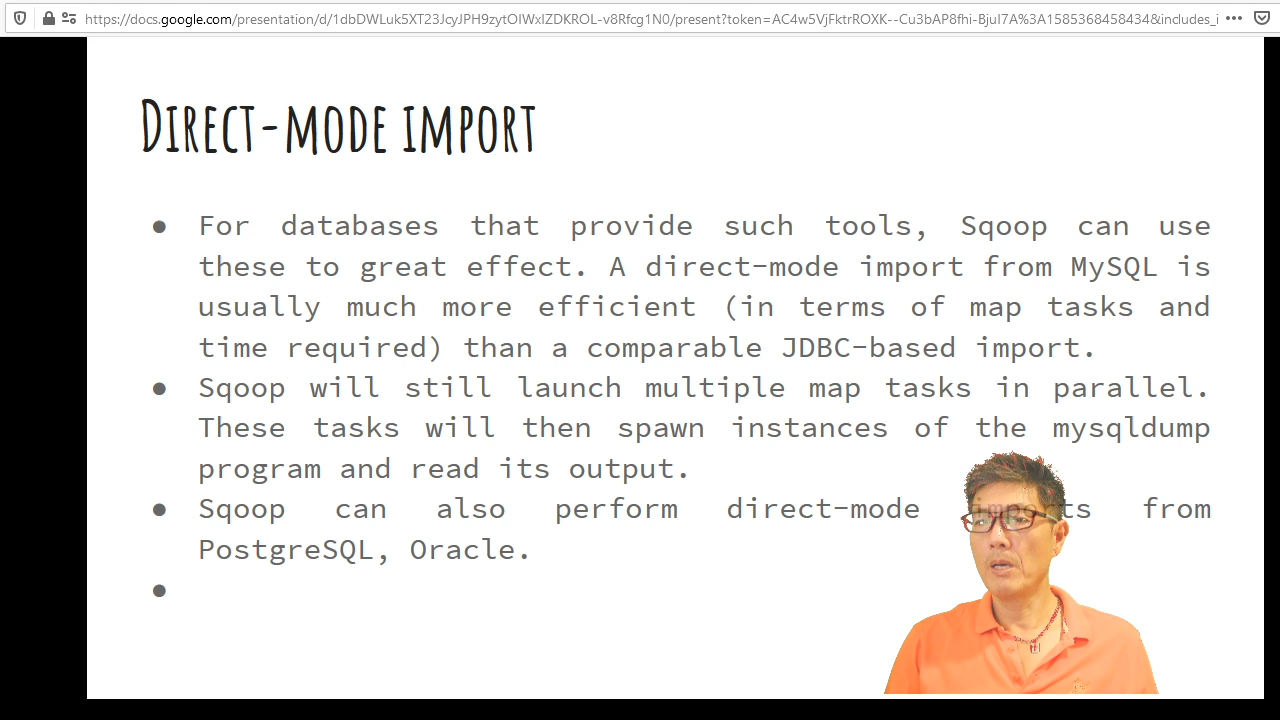 https://docs.google.com/presentation/d/1dbDWLuk5XT23JcyJPH9zytOIWxIZDKROL-v8Rfcg1N0/present?token=AC4w5VjFktrROXK--Cu3bAP8fhi-BjuI7A%3A1585368458434&includes_i
Direct-mode import
● For databases that provide such tools, Sqoop can use
these to great effect. A direct-mode import from MySQL is
usually much more efficient (in terms of map tasks and
time required) than a comparable JDBC-based import.
● Sqoop will still launch multiple map tasks in parallel.
These tasks will then spawn instances of the mysqldump
program and read its output.
● Sqoop can also perform direct-mode imports from
PostgreSQL, Oracle.
●